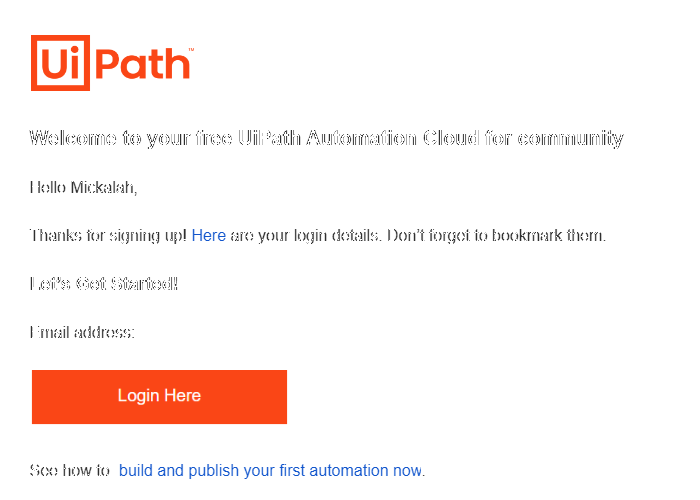 UiPath™
Welcome to your free UiPath Automation Cloud for community
Hello Mickalah,
Thanks for signing up! Here are your login details. Don't forget to bookmark them.
Let's Get Started!
Email address:
Login Here
See how to build and publish your first automation now.